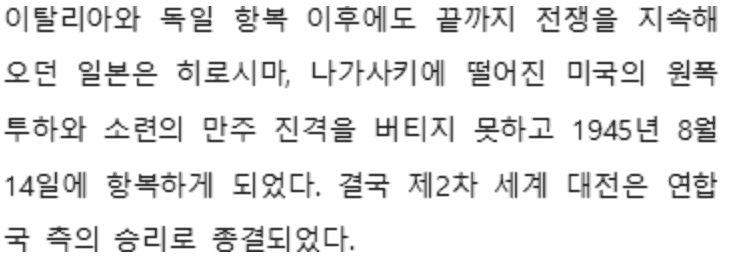 이탈리아와 독일 항복 이후에도 끝까지 전쟁을 지속해
오던 일본은 히로시마, 나가사키에 떨어진 미국의 원폭
투하와 소련의 만주 진격을 버티지 못하고 1945년 8월
14일에 항복하게 되었다. 결국 제2차 세계 대전은 연합
국 측의 승리로 종결되었다.